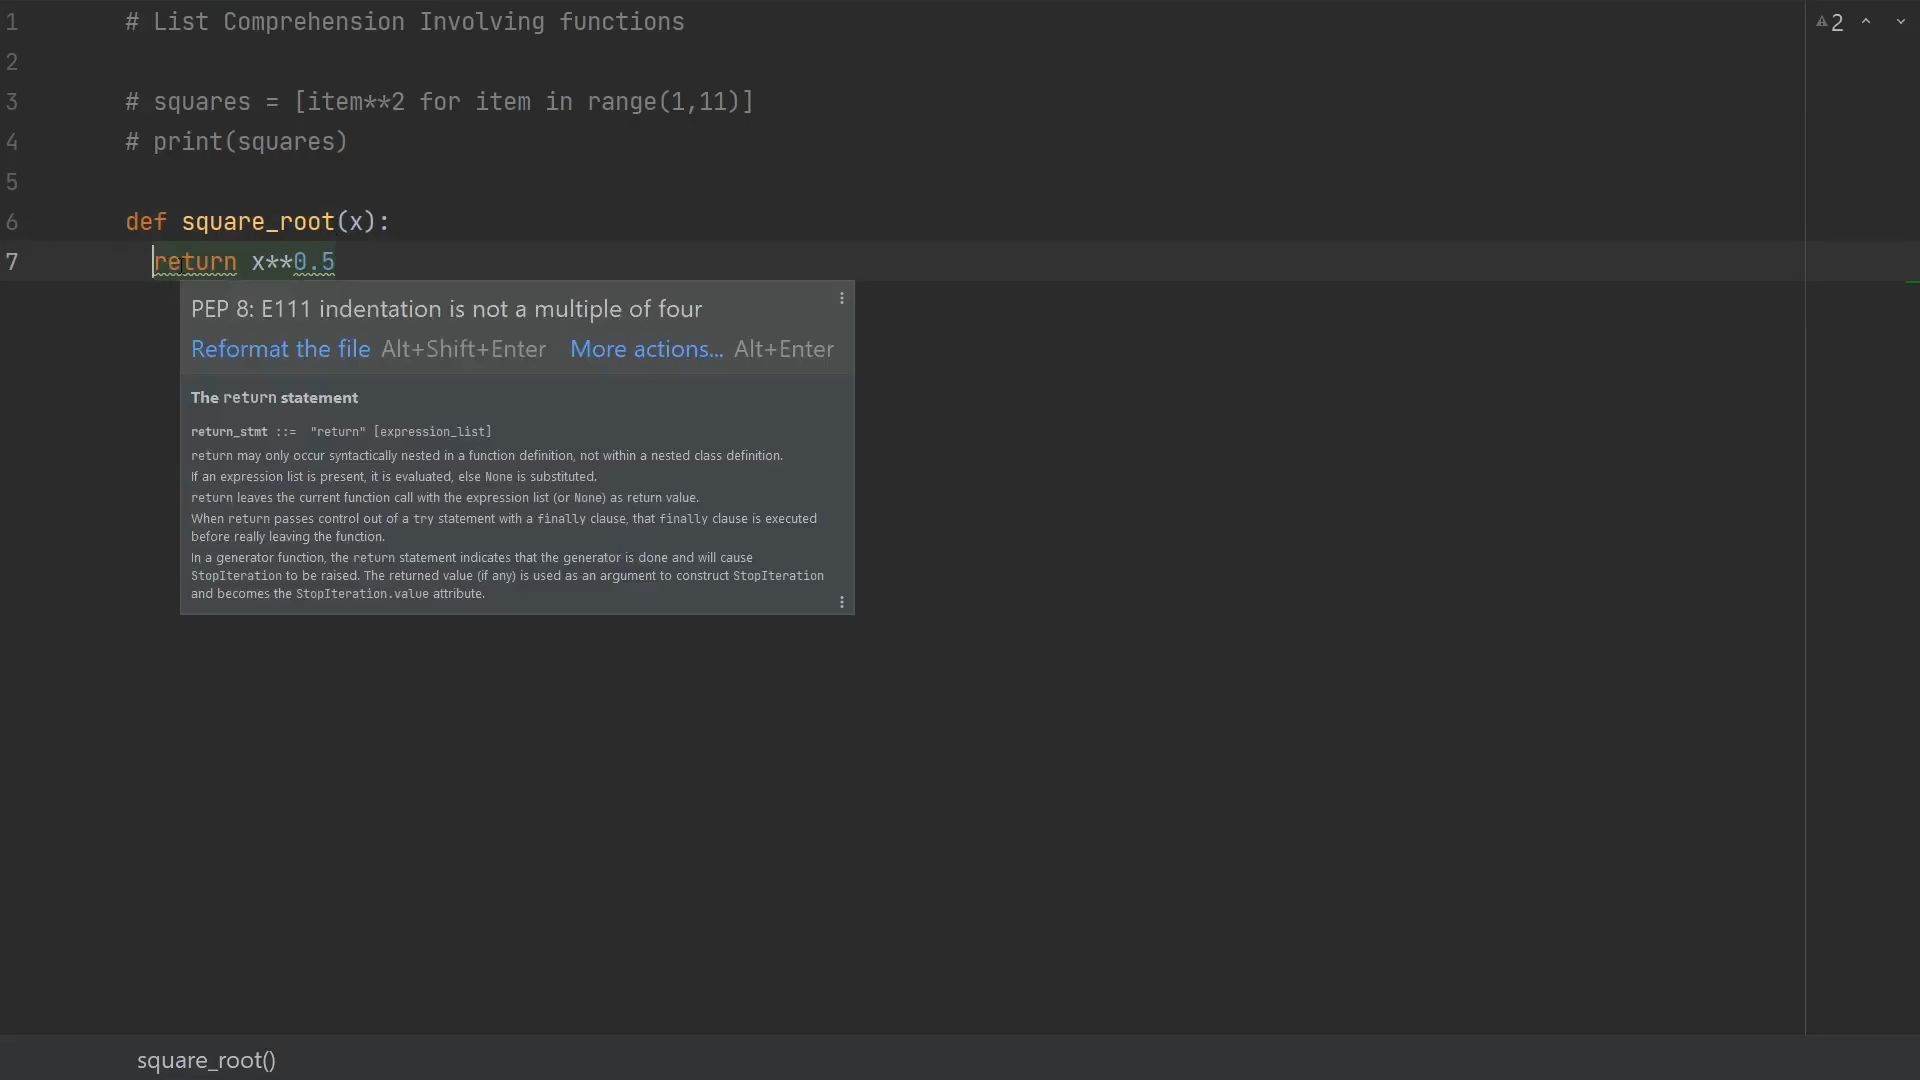 1 # List Comprehension Involving functions
2
3 # squares = [item**2 for item in range(1,11)]
4 # print(squares)
5
6 def square_root(x):
7 return x**0.5
2
PEP 8: E111 indentation is not a multiple of four
Reformat the file Alt+Shift+Enter More actions... Alt+Enter
The return statement
return_stmt ::= "return" [expression_list]
return may only occur syntactically nested in a function definition, not within a nested class definition.
If an expression list is present, it is evaluated, else None is substituted.
return leaves the current function call with the expression list (or None) as return value.
When return passes control out of a try statement with a finally clause, that finally clause is executed
before really leaving the function.
In a generator function, the return statement indicates that the generator is done and will cause
StopIteration to be raised. The returned value (if any) is used as an argument to construct StopIteration
and becomes the StopIteration.value attribute.
square_root()